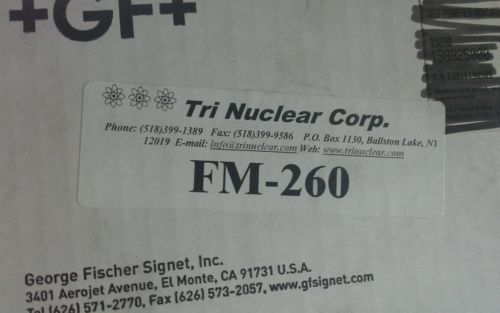 +GF+
Tri Nuclear Corp.
Phone: (518)399-1389 Fax: (518)399-9586 P.O. Box 1130, Ballston Lake, NY
12019 E-mail: info@trinuclear.com Web: www.trinuclear.com
FM-260
George Fischer Signet, Inc.
3401 Aerojet Avenue, El Monte, CA 91731 U.S.A.
Tel (626) 571-2770, Fax (626) 573-2057, www.gfsignet.com